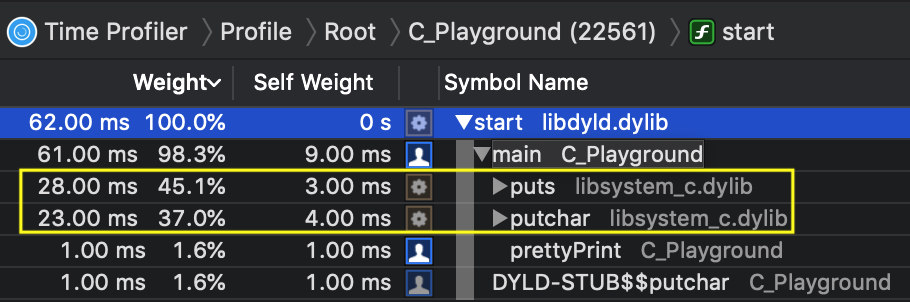 Time Profiler Profile Root C_Playground (22561) start
Weight Self Weight Symbol Name
62.00 ms 100.0% 0 s start libdyld.dylib
61.00 ms 98.3% 9.00 ms main C_Playground
28.00 ms 45.1% 3.00 ms puts libsystem_c.dylib
23.00 ms 37.0% 4.00 ms putchar libsystem_c.dylib
1.00 ms 1.6% 1.00 ms prettyPrint C_Playground
1.00 ms 1.6% 1.00 ms DYLD-STUB$$putchar C_Playground